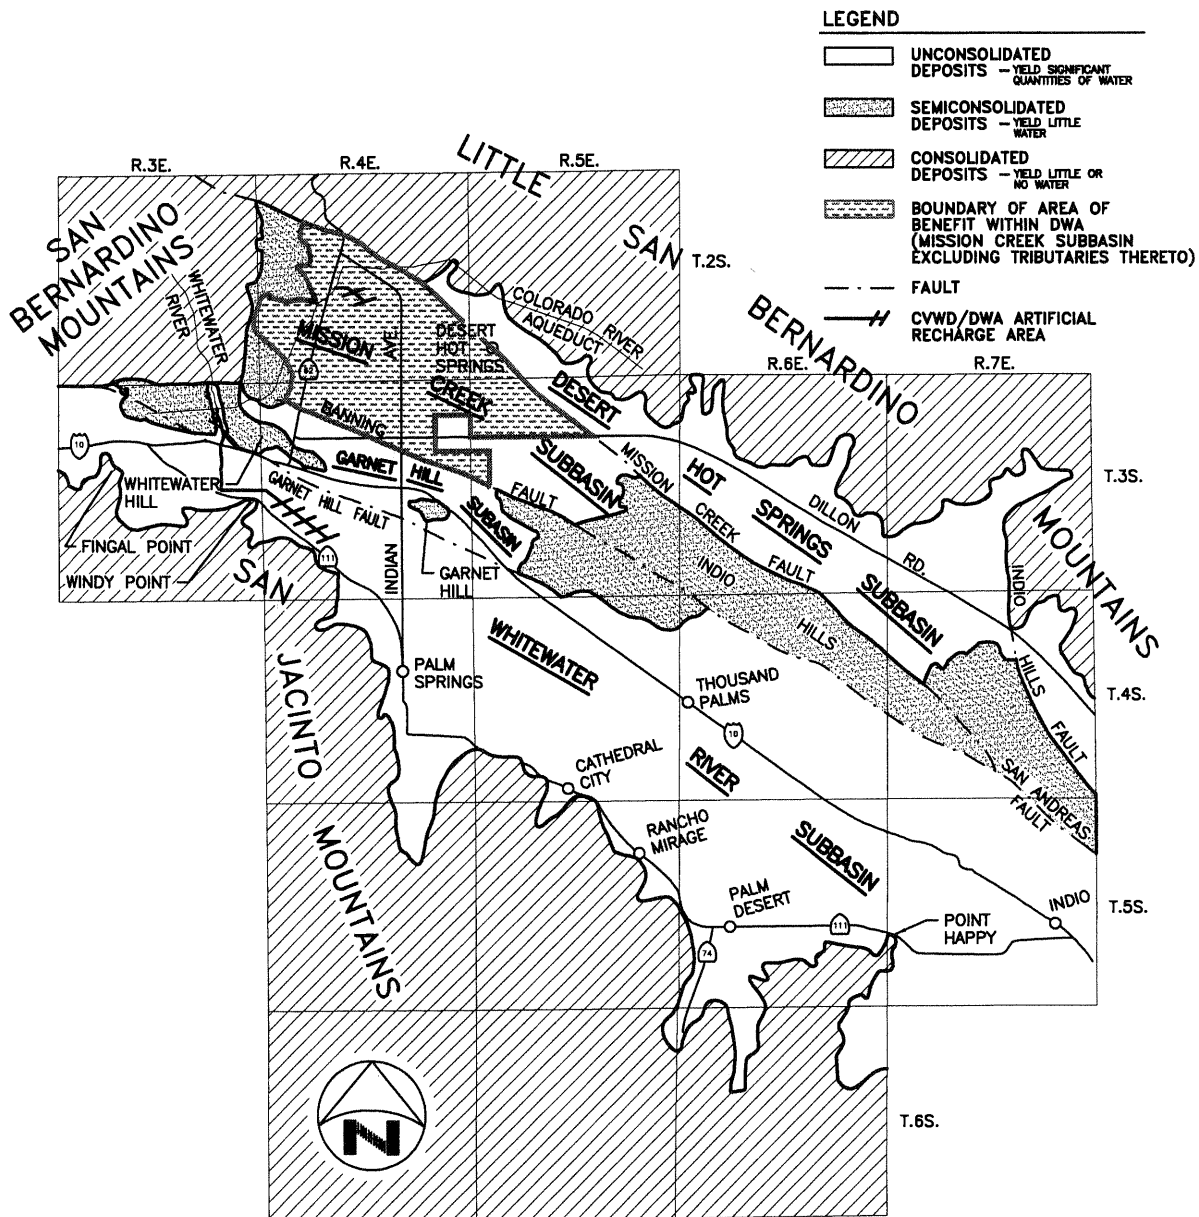 LEGEND
UNCONSOLIDATED
DEPOSITS – YIELD SIGNIFICANT
QUANTITIES OF WATER
SEMICONSOLIDATED
DEPOSITS – YIELD LITTLE
WATER
CONSOLIDATED
DEPOSITS – YIELD LITTLE OR
NO WATER
BOUNDARY OF AREA OF
BENEFIT WITHIN DWA
(MISSION CREEK SUBBASIN
EXCLUDING TRIBUTARIES THERETO)
FAULT
CVWD/DWA ARTIFICIAL
RECHARGE AREA
R.3E.
R.4E.
R.5E.
R.6E.
R.7E.
T.2S.
T.3S.
T.4S.
T.5S.
T.6S.
LITTLE
SAN
BERNARDINO
MOUNTAINS
SAN
BERNARDINO
MOUNTAINS
WHITEWATER
RIVER
COLORADO RIVER
AQUEDUCT
DESERT
HOT
SPRINGS
MISSION
CREEK
SUBBASIN
62
INDIAN
AVE
BANNING
FAULT
DESERT
HOT
SPRINGS
SUBBASIN
DILLON
RD.
MISSION
CREEK
FAULT
GARNET HILL
SUBASIN
GARNET HILL FAULT
10
WHITEWATER
HILL
FINGAL POINT
WINDY POINT
111
GARNET
HILL
INDIO
HILLS
INDIO
HILLS
FAULT
SAN ANDREAS
FAULT
SAN
JACINTO
MOUNTAINS
WHITEWATER
RIVER
SUBBASIN
PALM
SPRINGS
THOUSAND
PALMS
10
CATHEDRAL
CITY
RANCHO
MIRAGE
PALM
DESERT
111
74
POINT
HAPPY
INDIO
N